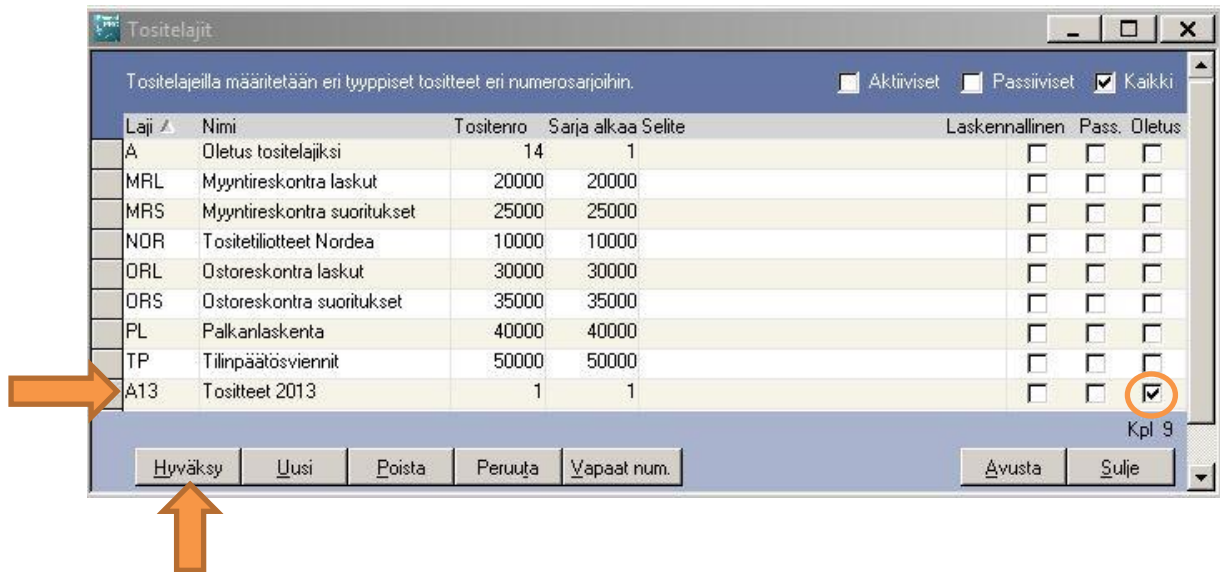 Tositelajit
Tositelajeilla määritetään eri tyyppiset tositteet eri numerosarjoihin. Aktiiviset Passiiviset Kaikki
Laji Nimi Tositenro Sarja alkaa Selite Laskennallinen Pass. Oletus
A Oletus tositelajiksi 14 1
MRL Myyntireskontra laskut 20000 20000
MRS Myyntireskontra suoritukset 25000 25000
NOR Tositetiliotteet Nordea 10000 10000
ORL Ostoreskontra laskut 30000 30000
ORS Ostoreskontra suoritukset 35000 35000
PL Palkanlaskenta 40000 40000
TP Tilinpäätösviennit 50000 50000
A13 Tositteet 2013 1 1
Kpl 9
Hyväksy Uusi Poista Peruuta Vapaat num. Avusta Sulje